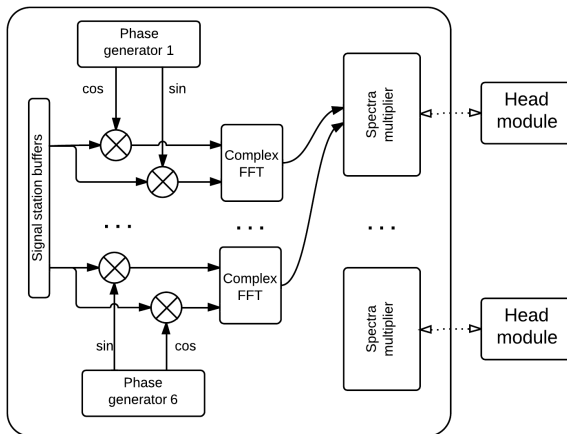 Phase
generator 1
cos
sin
Signal station buffers
Complex
FFT
Spectra
multiplier
Head
module
. . .
. . .
. . .
Complex
FFT
sin
cos
Phase
generator 6
Spectra
multiplier
Head
module